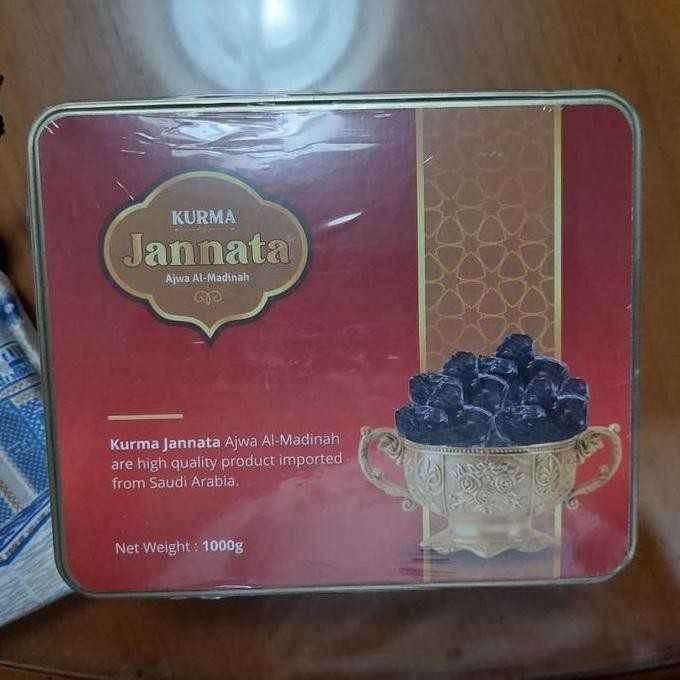 KURMA
Jannata
Ajwa Al-Madinah
Kurma Jannata Ajwa Al-Madinah
are high quality product imported
from Saudi Arabia.
Net Weight : 1000g